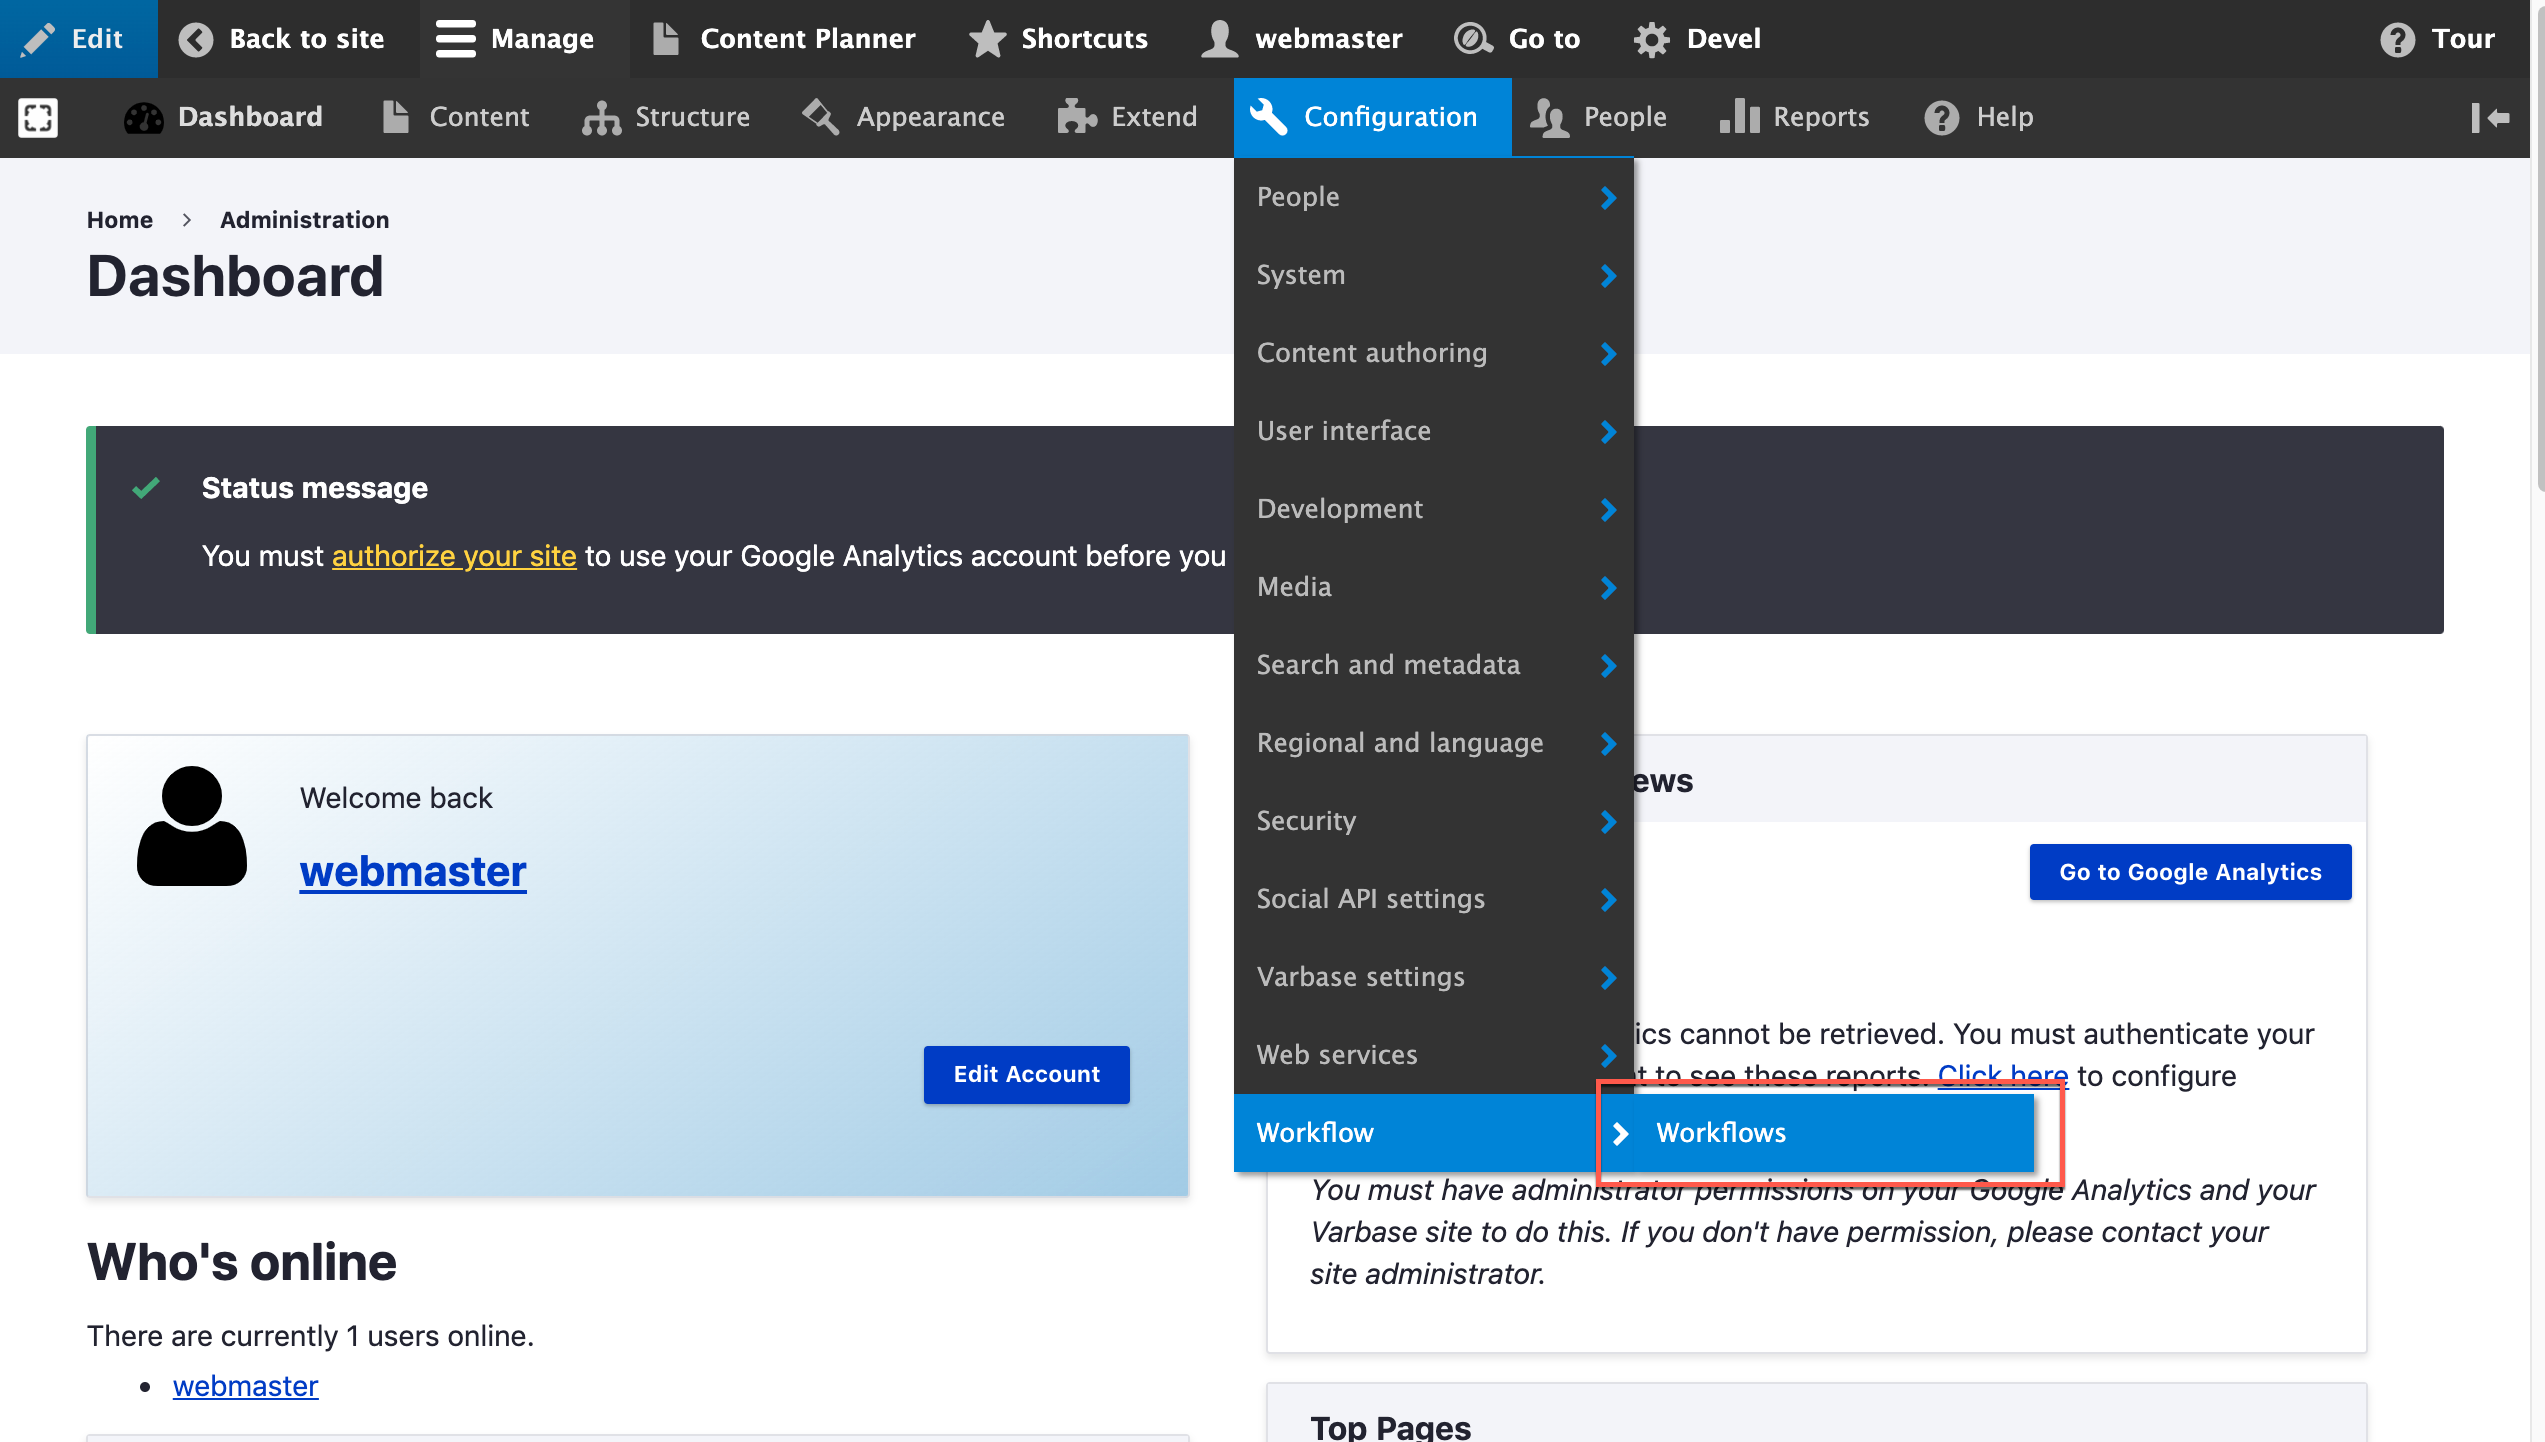 Edit
Back to site
Manage
Content Planner
Shortcuts
webmaster
Go to
Devel
Tour
Dashboard
Content
Structure
Appearance
Extend
Configuration
People
Reports
Help
Home > Administration
Dashboard
Status message
You must authorize your site to use your Google Analytics account before you
People
System
Content authoring
User interface
Development
Media
Search and metadata
Regional and language
Security
Social API settings
Varbase settings
Web services
Workflow
Workflows
Welcome back
webmaster
Edit Account
Who's online
There are currently 1 users online.
• webmaster
Go to Google Analytics
cannot be retrieved. You must authenticate your
to see these reports. Click here to configure
You must have administrator permissions on your Google Analytics and your
Varbase site to do this. If you don't have permission, please contact your
site administrator.
Top Pages